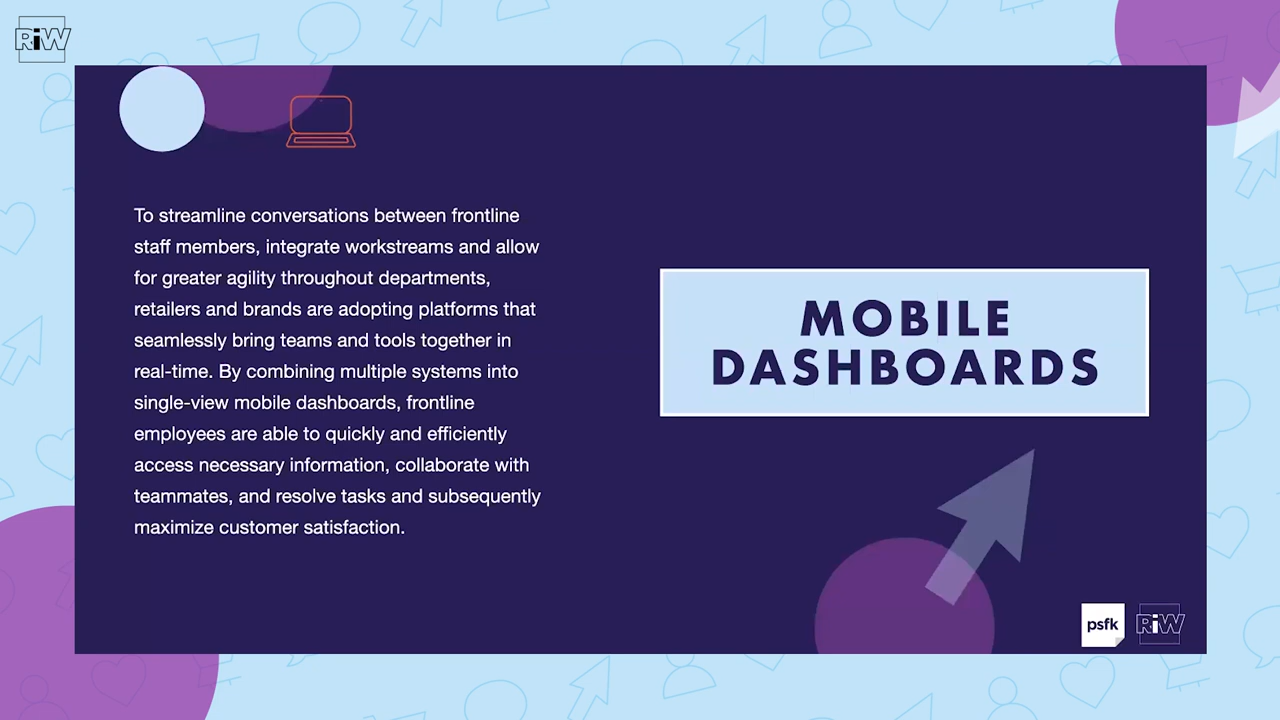 RiW
To streamline conversations between frontline
staff members, integrate workstreams and allow
for greater agility throughout departments,
retailers and brands are adopting platforms that
seamlessly bring teams and tools together in
real-time. By combining multiple systems into
single-view mobile dashboards, frontline
employees are able to quickly and efficiently
access necessary information, collaborate with
teammates, and resolve tasks and subsequently
maximize customer satisfaction.
MOBILE
DASHBOARDS
psfk
RiW